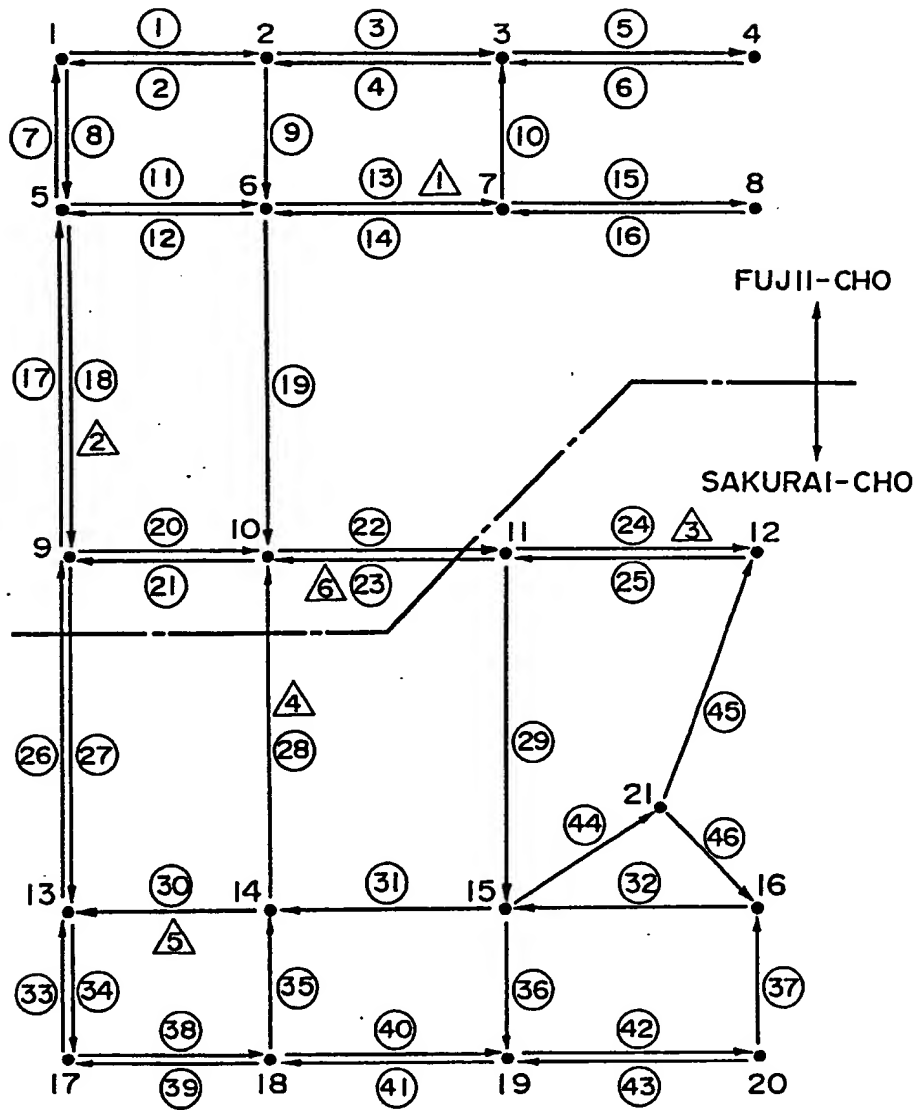 1 ① 2 ③ 3 ⑤ 4
② ④ ⑥
⑦ ⑧ ⑨ ⑩
5 ⑪ 6 ⑬ 1 7 ⑮ 8
⑫ ⑭ ⑯
FUJII-CHO
⑰ ⑱ ⑲
2
SAKURAI-CHO
9 ⑳ 10 22 11 24 3 12
21 6 23 25
4
26 27 28 29 45
21
44 46
13 30 14 31 15 32 16
5
33 34 35 36 37
38 40 42
17 39 18 41 19 43 20